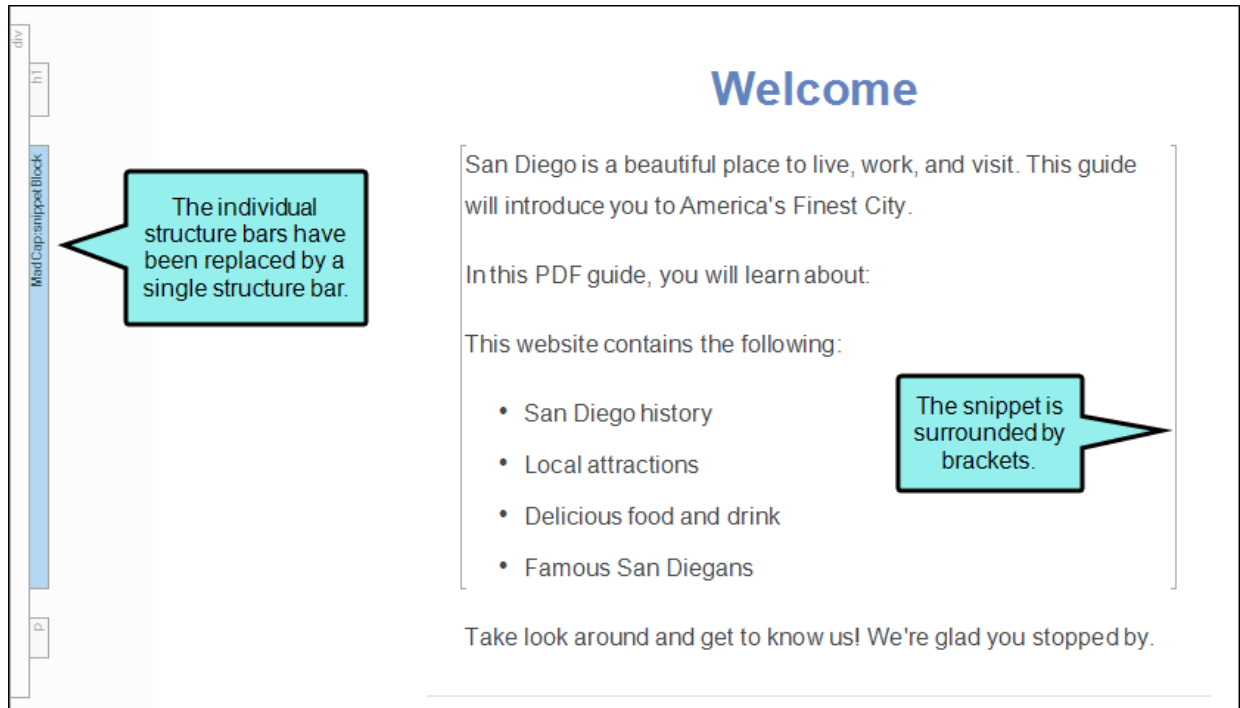 div
h1
Welcome
MadCap:snippetBlock
The individual
structure bars have
been replaced by a
single structure bar.
San Diego is a beautiful place to live, work, and visit. This guide
will introduce you to America's Finest City.
In this PDF guide, you will learn about:
This website contains the following:
• San Diego history
• Local attractions
• Delicious food and drink
• Famous San Diegans
The snippet is
surrounded by
brackets.
p
Take look around and get to know us! We're glad you stopped by.